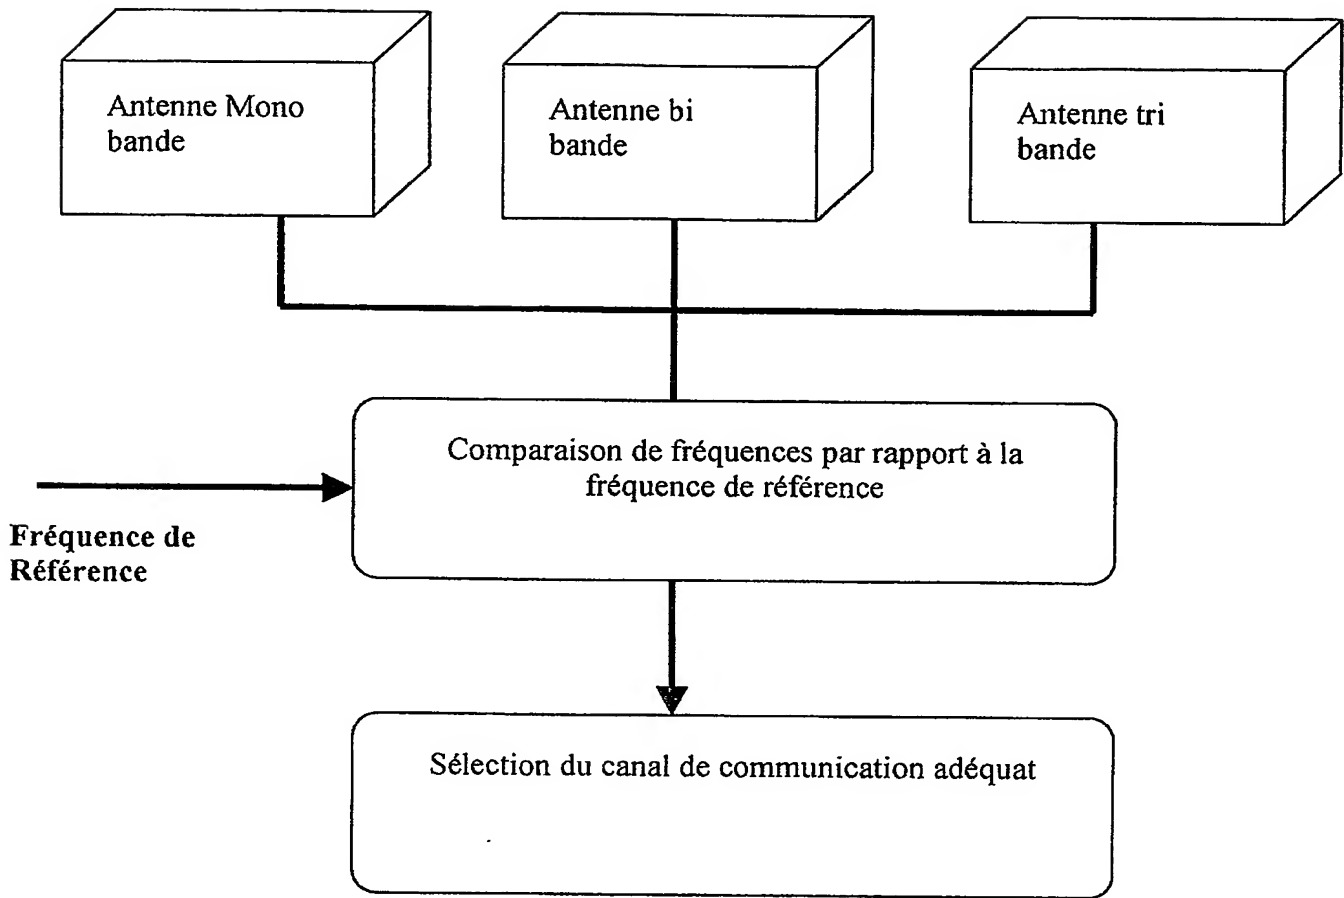 Antenne Mono
bande
Antenne bi
bande
Antenne tri
bande
Comparaison de fréquences par rapport à la
fréquence de référence
Fréquence de
Référence
Sélection du canal de communication adéquat